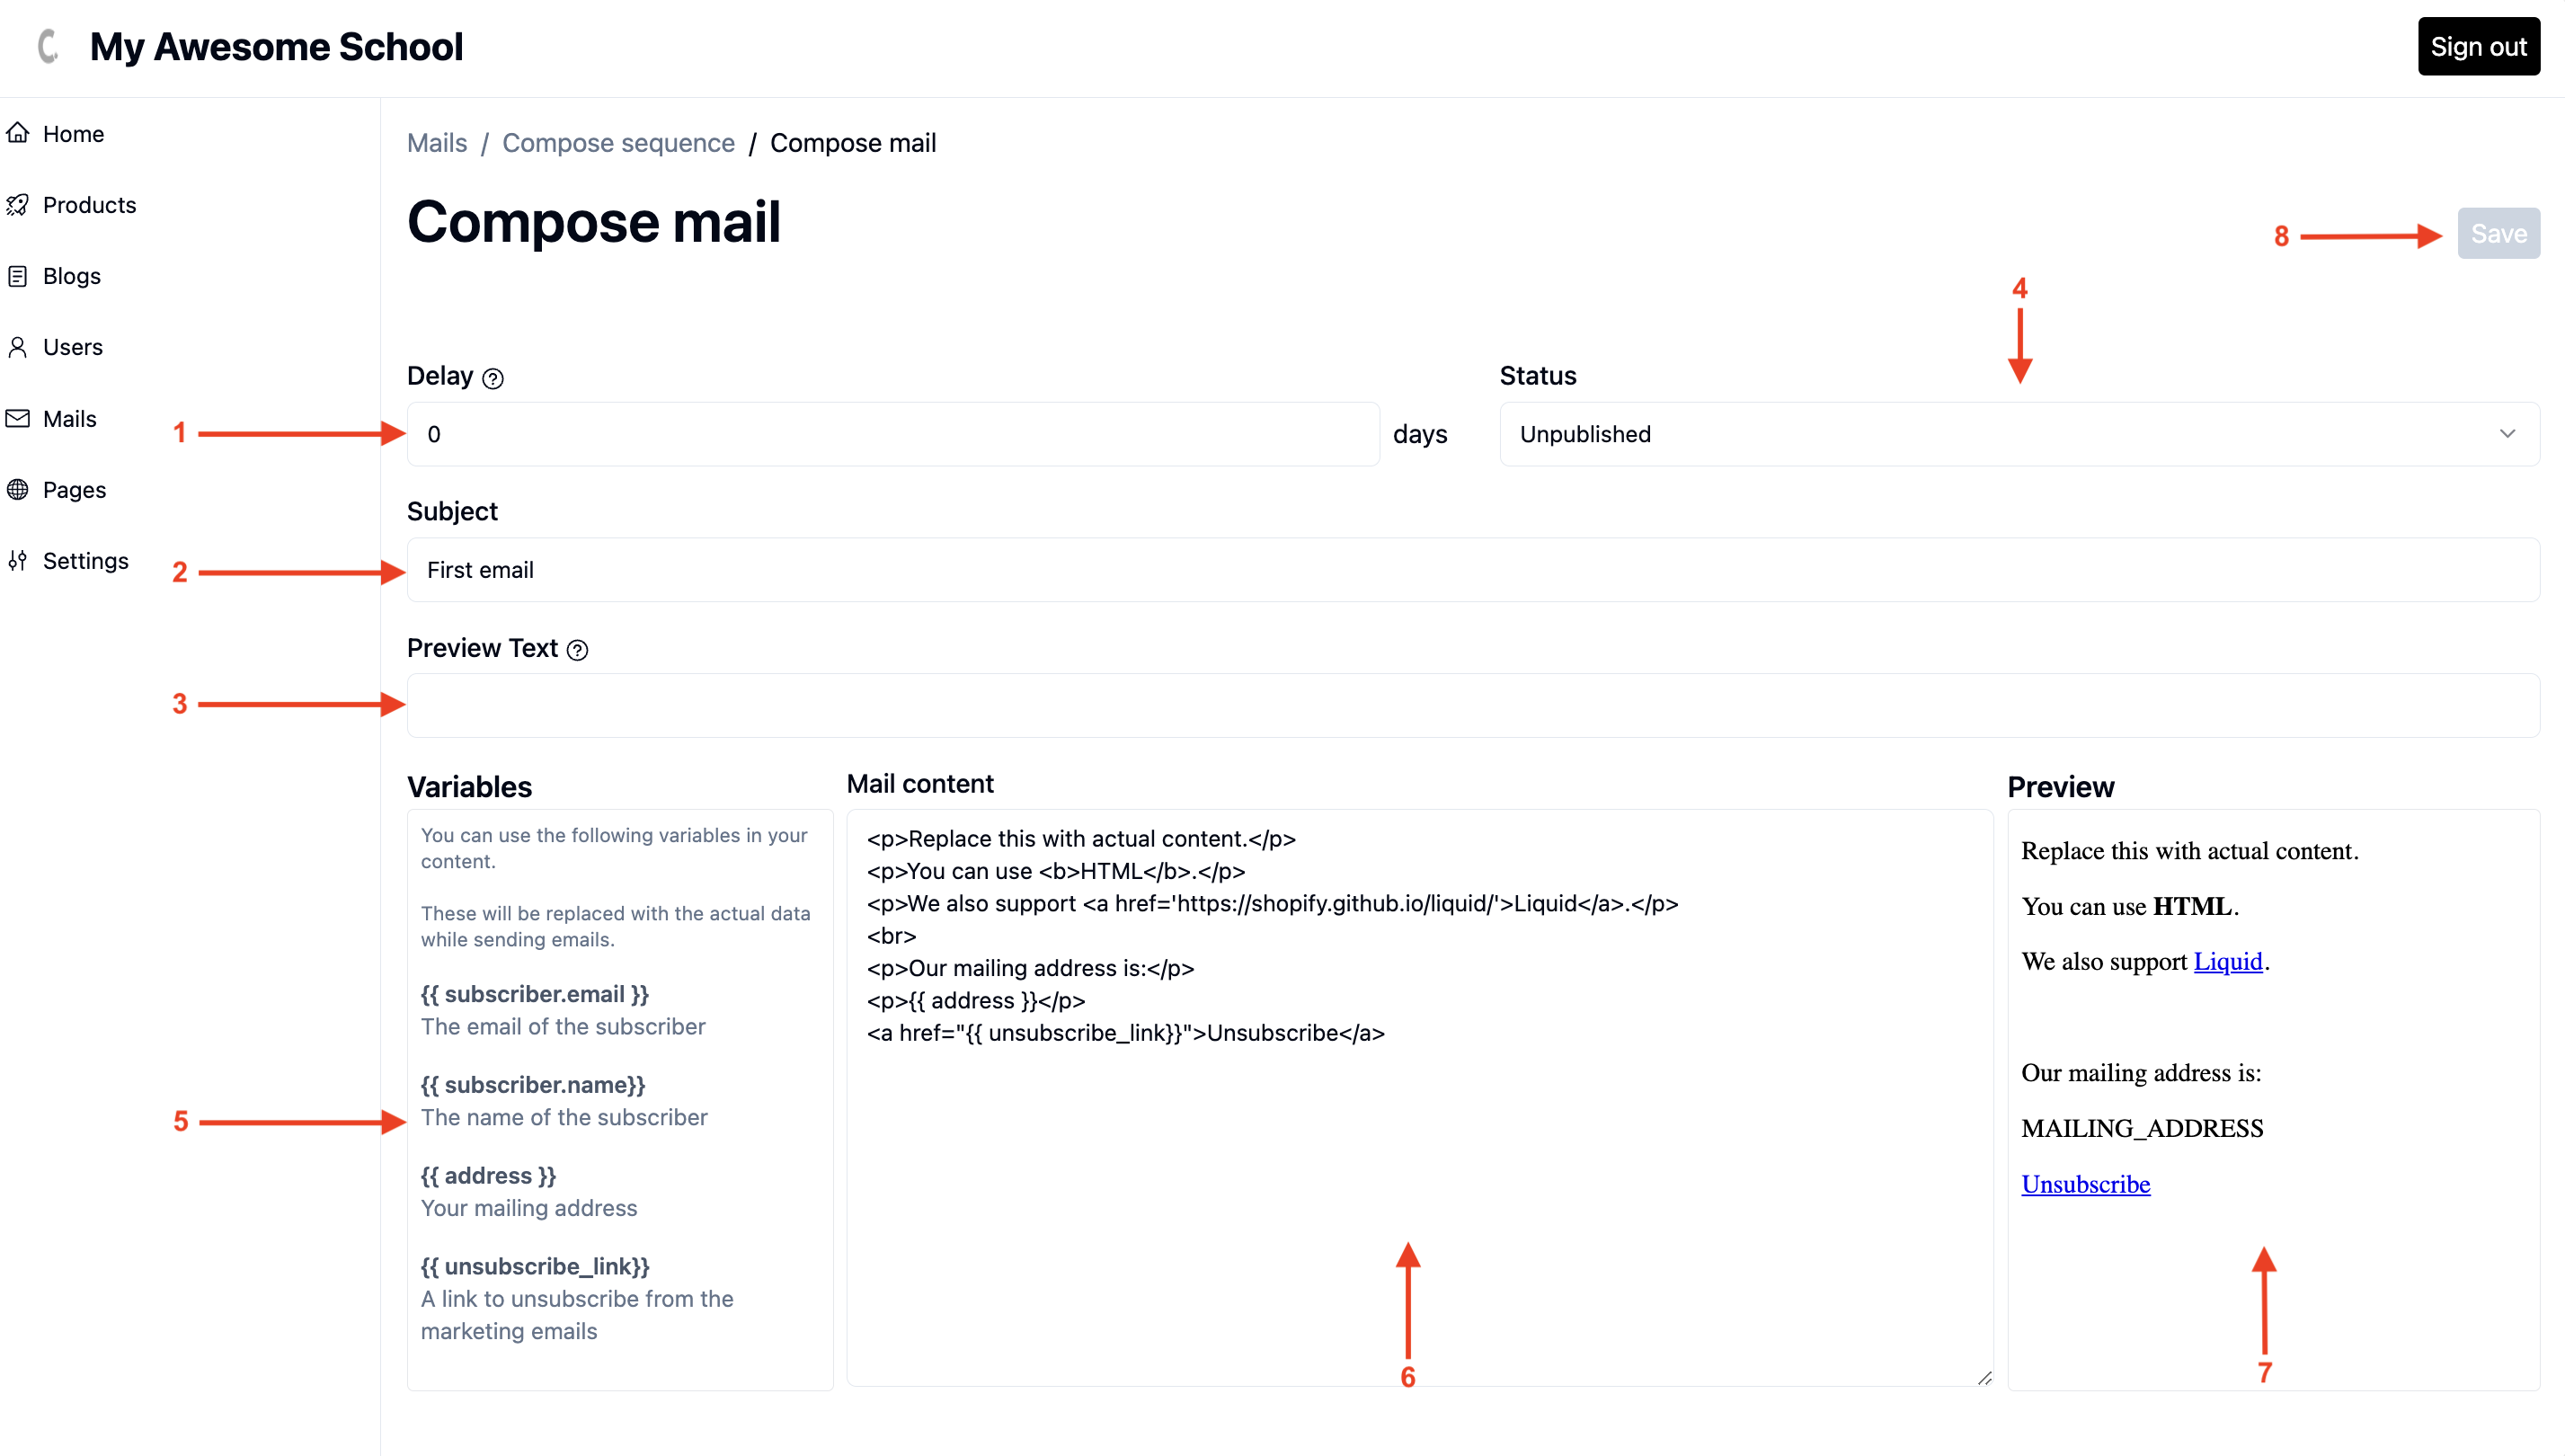 My Awesome School
Sign out
Home
Products
Blogs
Users
Mails
Pages
Settings
Mails / Compose sequence / Compose mail
Compose mail
8
Save
4
Delay
Status
1
0
days
Unpublished
Subject
2
First email
Preview Text
3
Variables
You can use the following variables in your
content.
These will be replaced with the actual data
while sending emails.
{{ subscriber.email }}
The email of the subscriber
{{ subscriber.name}}
The name of the subscriber
5
{{ address }}
Your mailing address
{{ unsubscribe_link}}
A link to unsubscribe from the
marketing emails
Mail content
<p>Replace this with actual content.</p>
<p>You can use <b>HTML</b>.</p>
<p>We also support <a href='https://shopify.github.io/liquid/'>Liquid</a>.</p>
<br>
<p>Our mailing address is:</p>
<p>{{ address }}</p>
<a href="{{ unsubscribe_link}}">Unsubscribe</a>
6
Preview
Replace this with actual content.
You can use HTML.
We also support Liquid.
Our mailing address is:
MAILING_ADDRESS
Unsubscribe
7